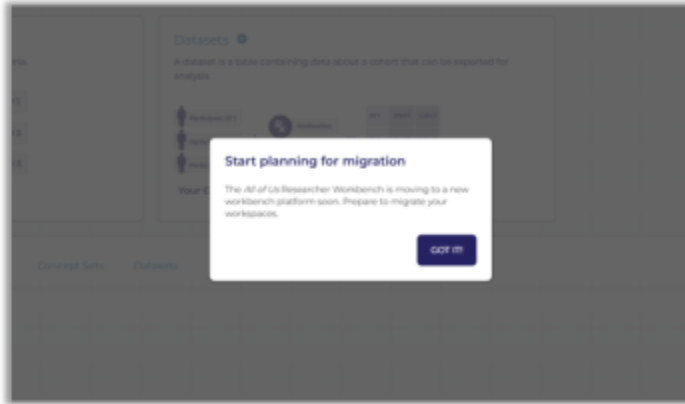 Datasets
A dataset is a table containing data about a cohort that can be exported for
analysis.
Your C
Start planning for migration
The All of Us Researcher Workbench is moving to a new
workbench platform soon. Prepare to migrate your
workspaces.
GOT IT!
Concept Sets Datasets